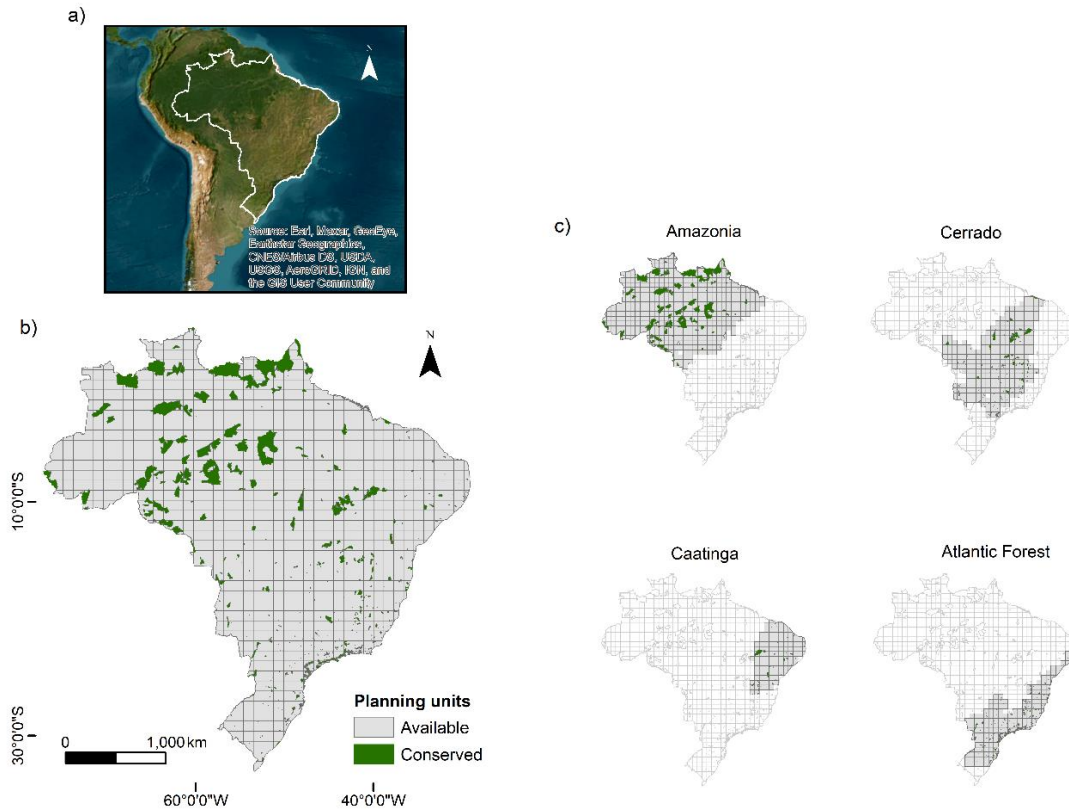 a)
N
Source: Esri, Maxar, GeoEye,
Earthstar Geographics,
CNES/Airbus DS, USDA,
USGS, AeroGRID, IGN, and
the GIS User Community
b)
N
10°0'0"S
30°0'0"S
Planning units
Available
Conserved
0 1,000 km
60°0'0"W 40°0'0"W
c)
Amazonia Cerrado
Caatinga Atlantic Forest